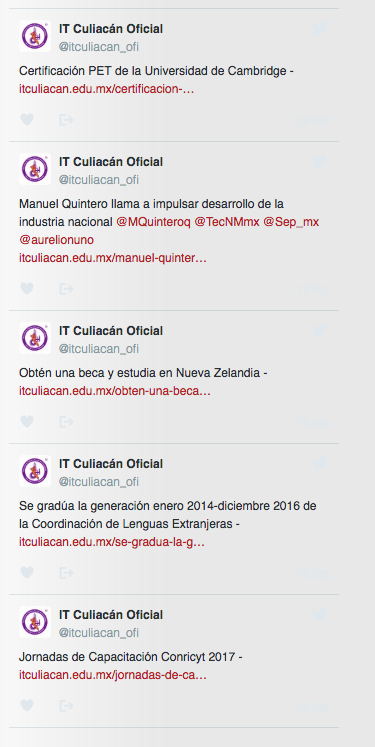 IT Culiacán Oficial
@itculiacan_ofi
Certificación PET de la Universidad de Cambridge -
itculiacan.edu.mx/certificacion-…
IT Culiacán Oficial
@itculiacan_ofi
Manuel Quintero llama a impulsar desarrollo de la
industria nacional @MQuinteroq @TecNMmx @Sep_mx
@aurelionuno
itculiacan.edu.mx/manuel-quinter…
IT Culiacán Oficial
@itculiacan_ofi
Obtén una beca y estudia en Nueva Zelandia -
itculiacan.edu.mx/obten-una-beca…
IT Culiacán Oficial
@itculiacan_ofi
Se gradúa la generación enero 2014-diciembre 2016 de
la Coordinación de Lenguas Extranjeras -
itculiacan.edu.mx/se-gradua-la-g…
IT Culiacán Oficial
@itculiacan_ofi
Jornadas de Capacitación Conricyt 2017 -
itculiacan.edu.mx/jornadas-de-ca…